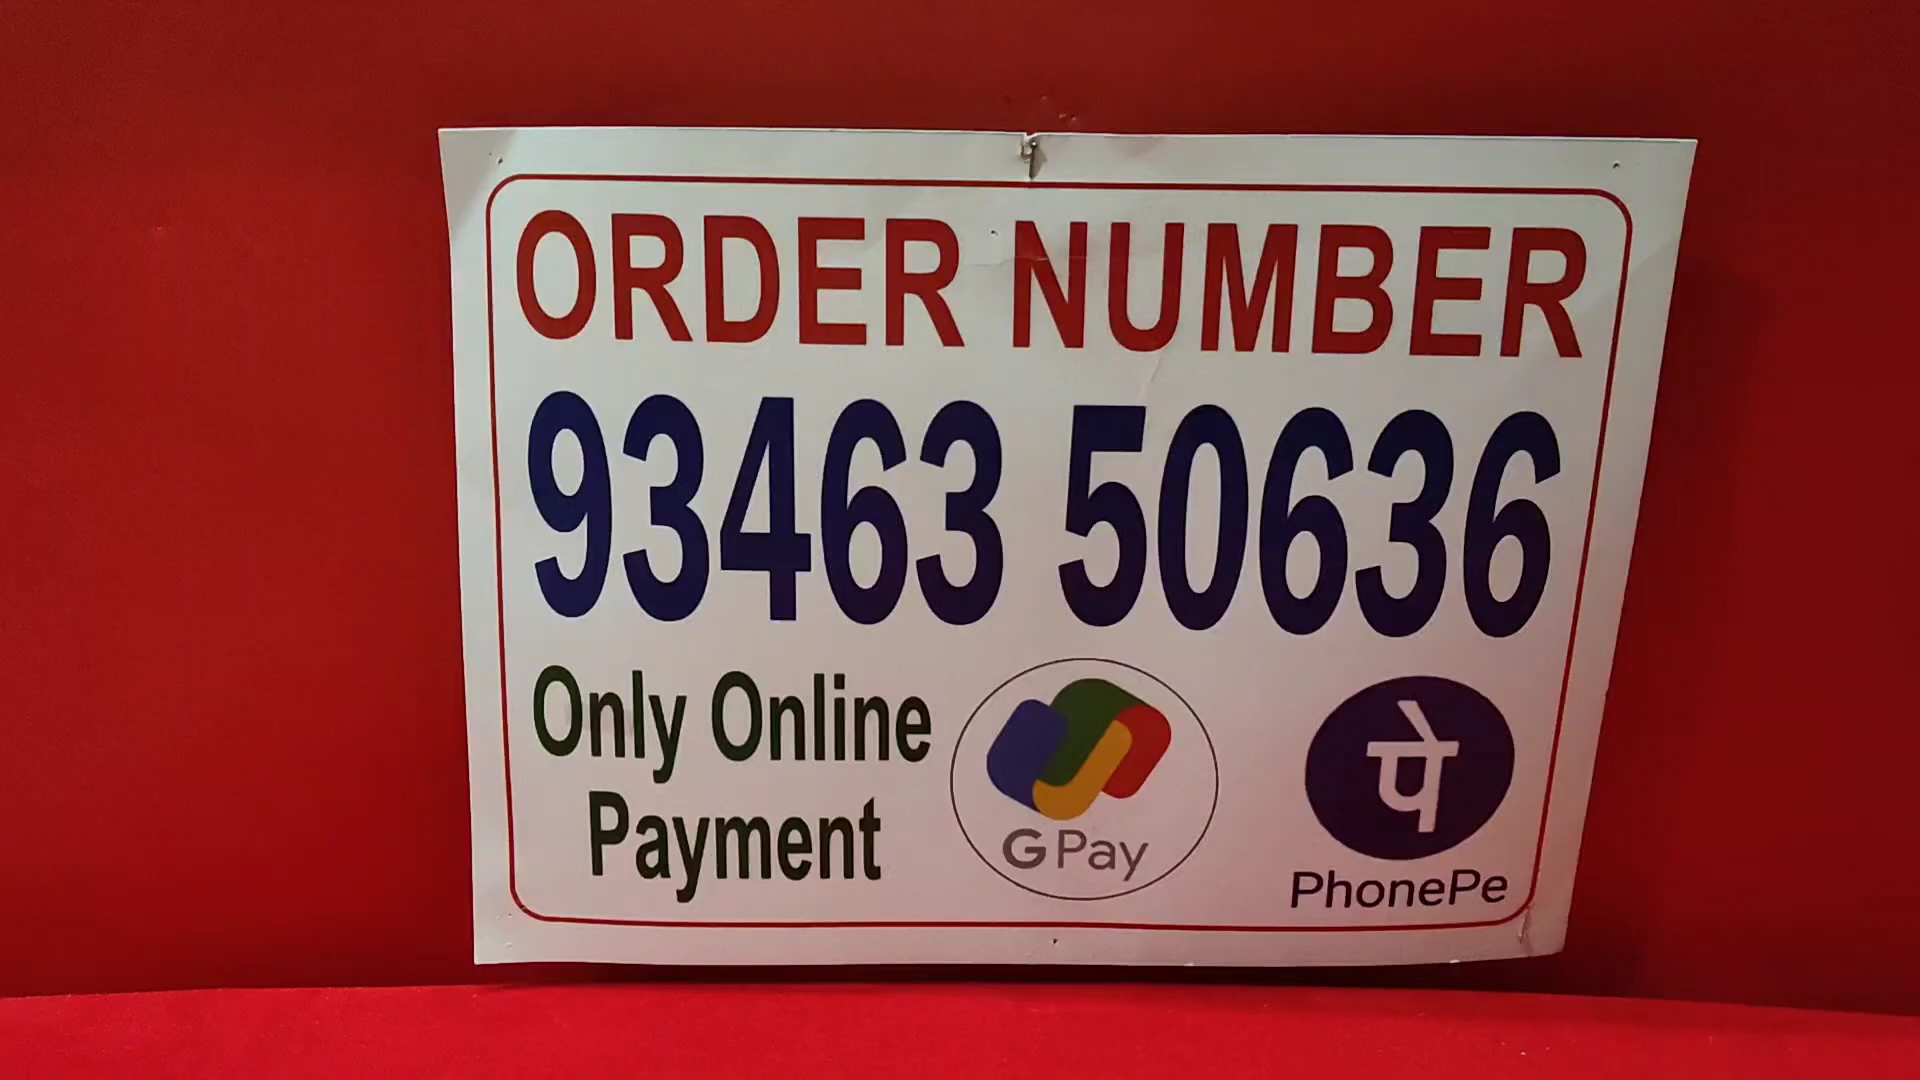 ORDER NUMBER
93463 50636
Only Online
Payment
G Pay
पे
PhonePe